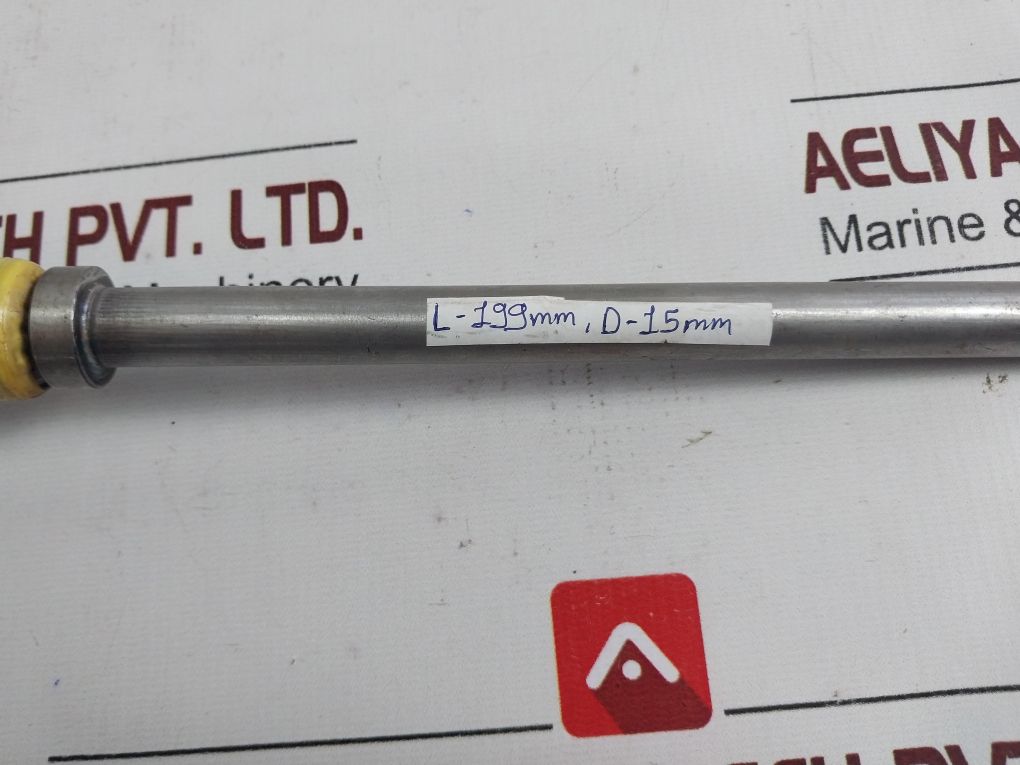 AELIYA
Marine &
H PVT. LTD.
L-199mm, D-15mm